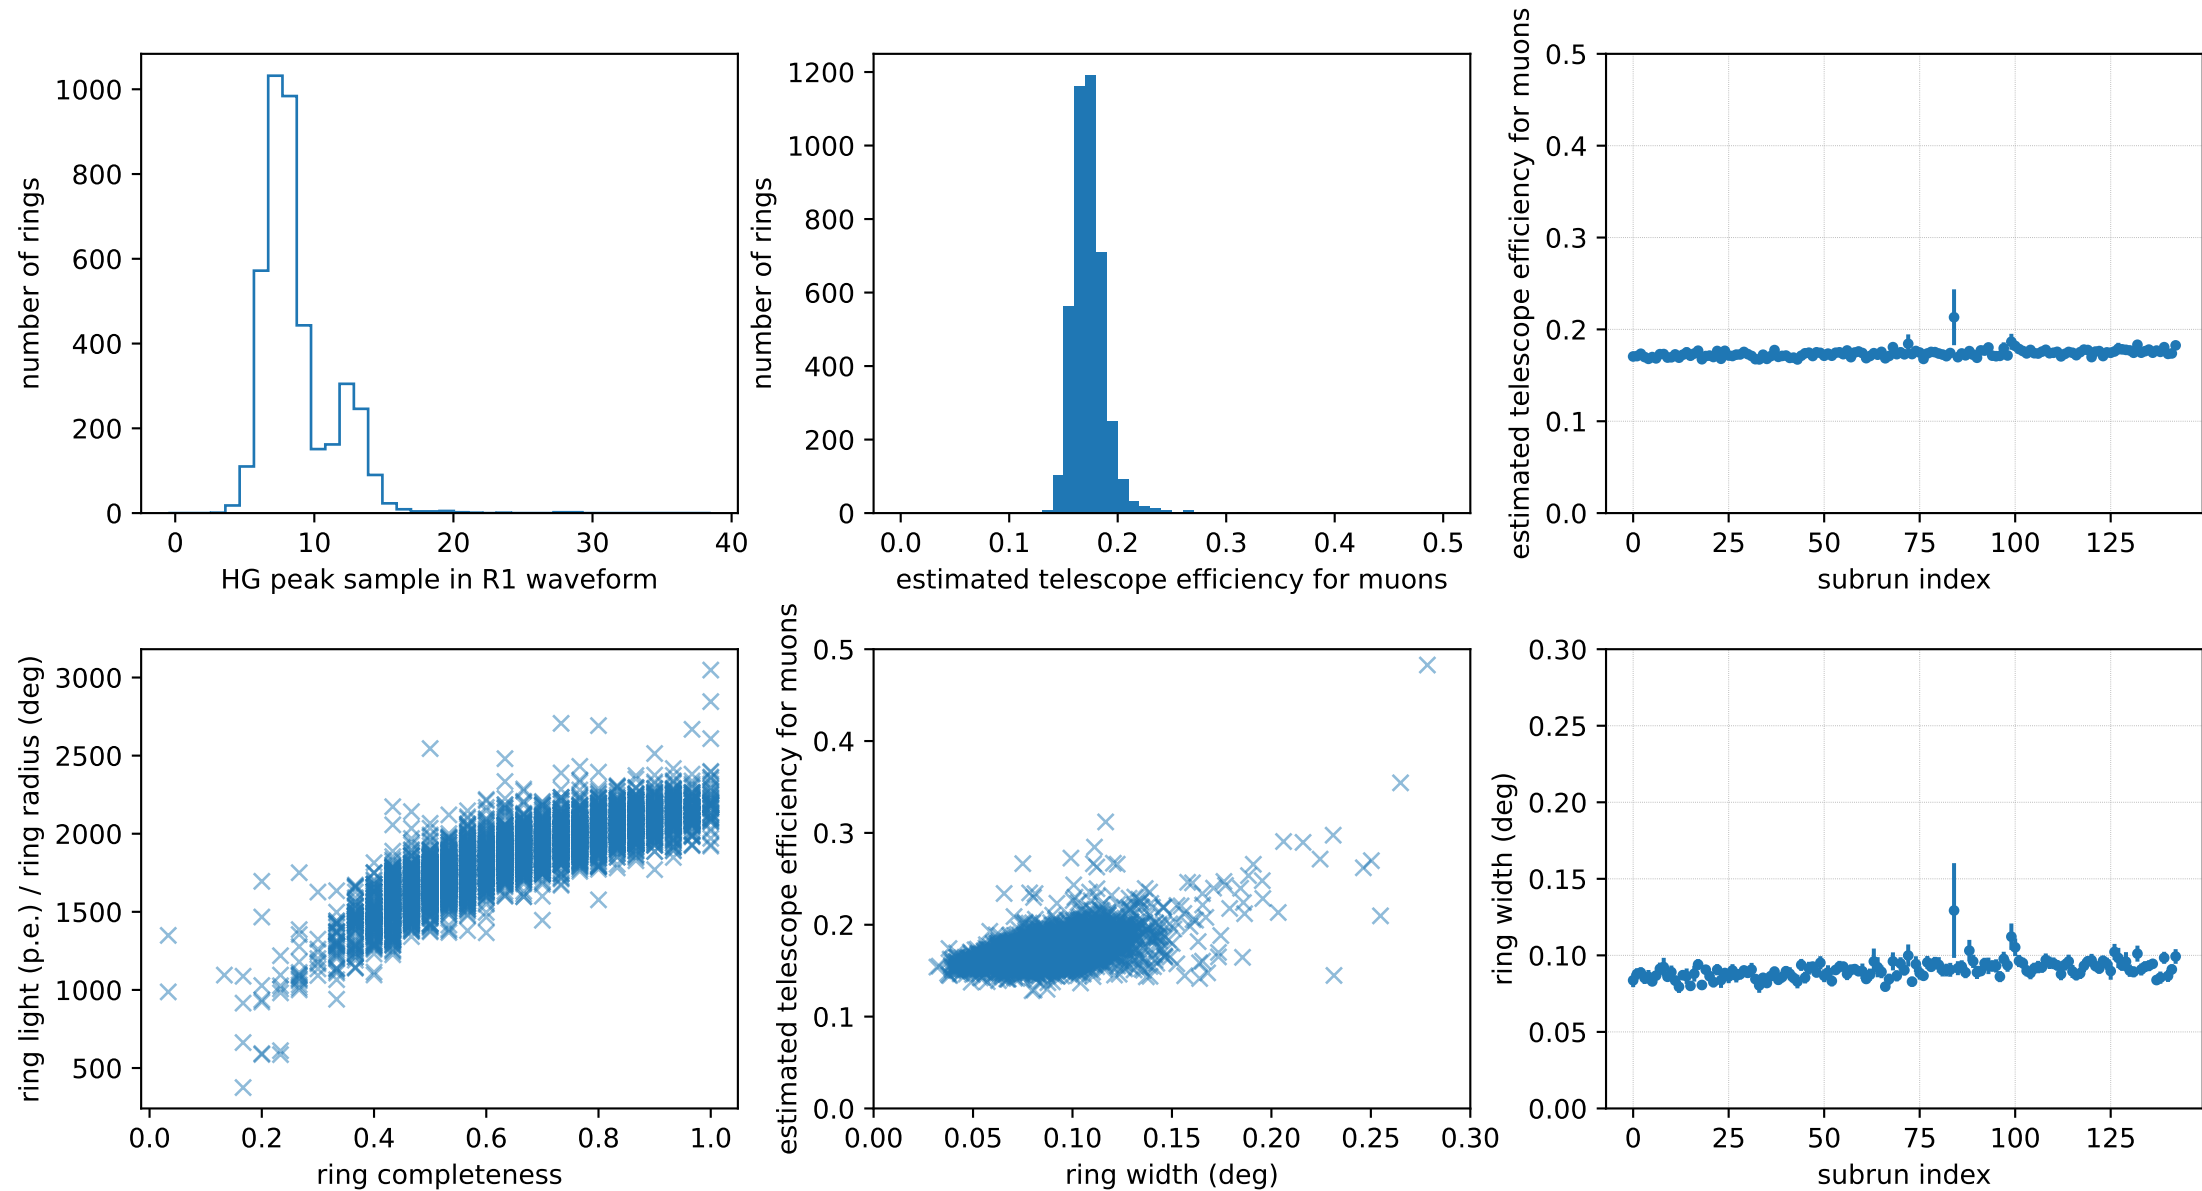 number of rings
1000
800
600
400
200
0
0 10 20 30 40
HG peak sample in R1 waveform
number of rings
1200
1000
800
600
400
200
0
0.0 0.1 0.2 0.3 0.4 0.5
estimated telescope efficiency for muons
estimated telescope efficiency for muons
0.5
0.4
0.3
0.2
0.1
0.0
0 25 50 75 100 125
subrun index
ring light (p.e.) / ring radius (deg)
3000
2500
2000
1500
1000
500
0.0 0.2 0.4 0.6 0.8 1.0
ring completeness
estimated telescope efficiency for muons
0.5
0.4
0.3
0.2
0.1
0.0
0.00 0.05 0.10 0.15 0.20 0.25 0.30
ring width (deg)
ring width (deg)
0.30
0.25
0.20
0.15
0.10
0.05
0.00
0 25 50 75 100 125
subrun index